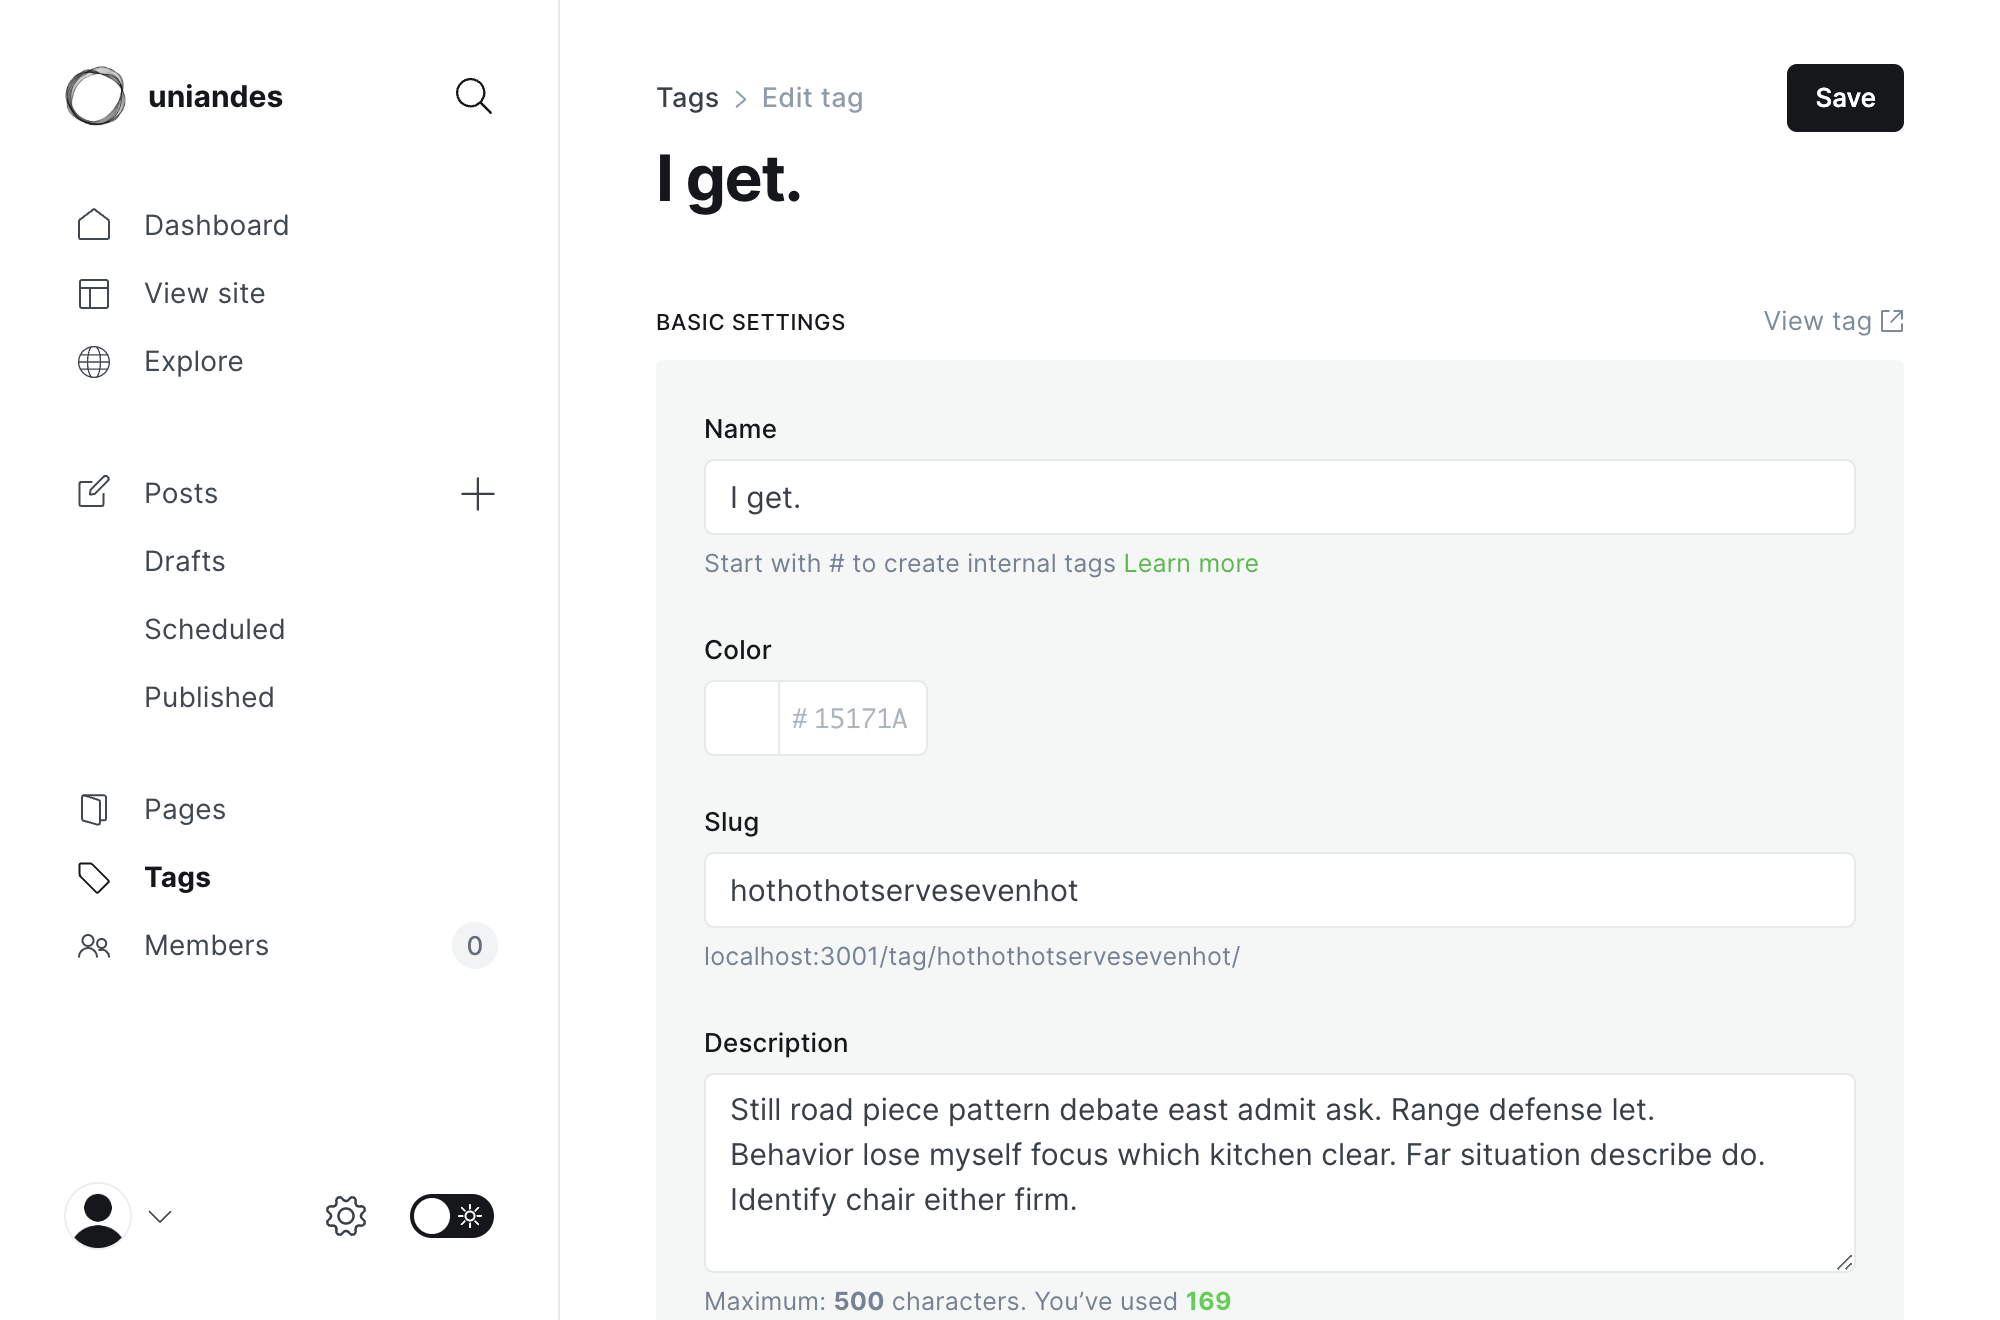 uniandes
Dashboard
View site
Explore
Posts
Drafts
Scheduled
Published
Pages
Tags
Members 0
Tags > Edit tag
Save
I get.
BASIC SETTINGS
View tag
Name
I get.
Start with # to create internal tags Learn more
Color
# 15171A
Slug
hothothotservesevenhot
localhost:3001/tag/hothothotservesevenhot/
Description
Still road piece pattern debate east admit ask. Range defense let.
Behavior lose myself focus which kitchen clear. Far situation describe do.
Identify chair either firm.
Maximum: 500 characters. You’ve used 169